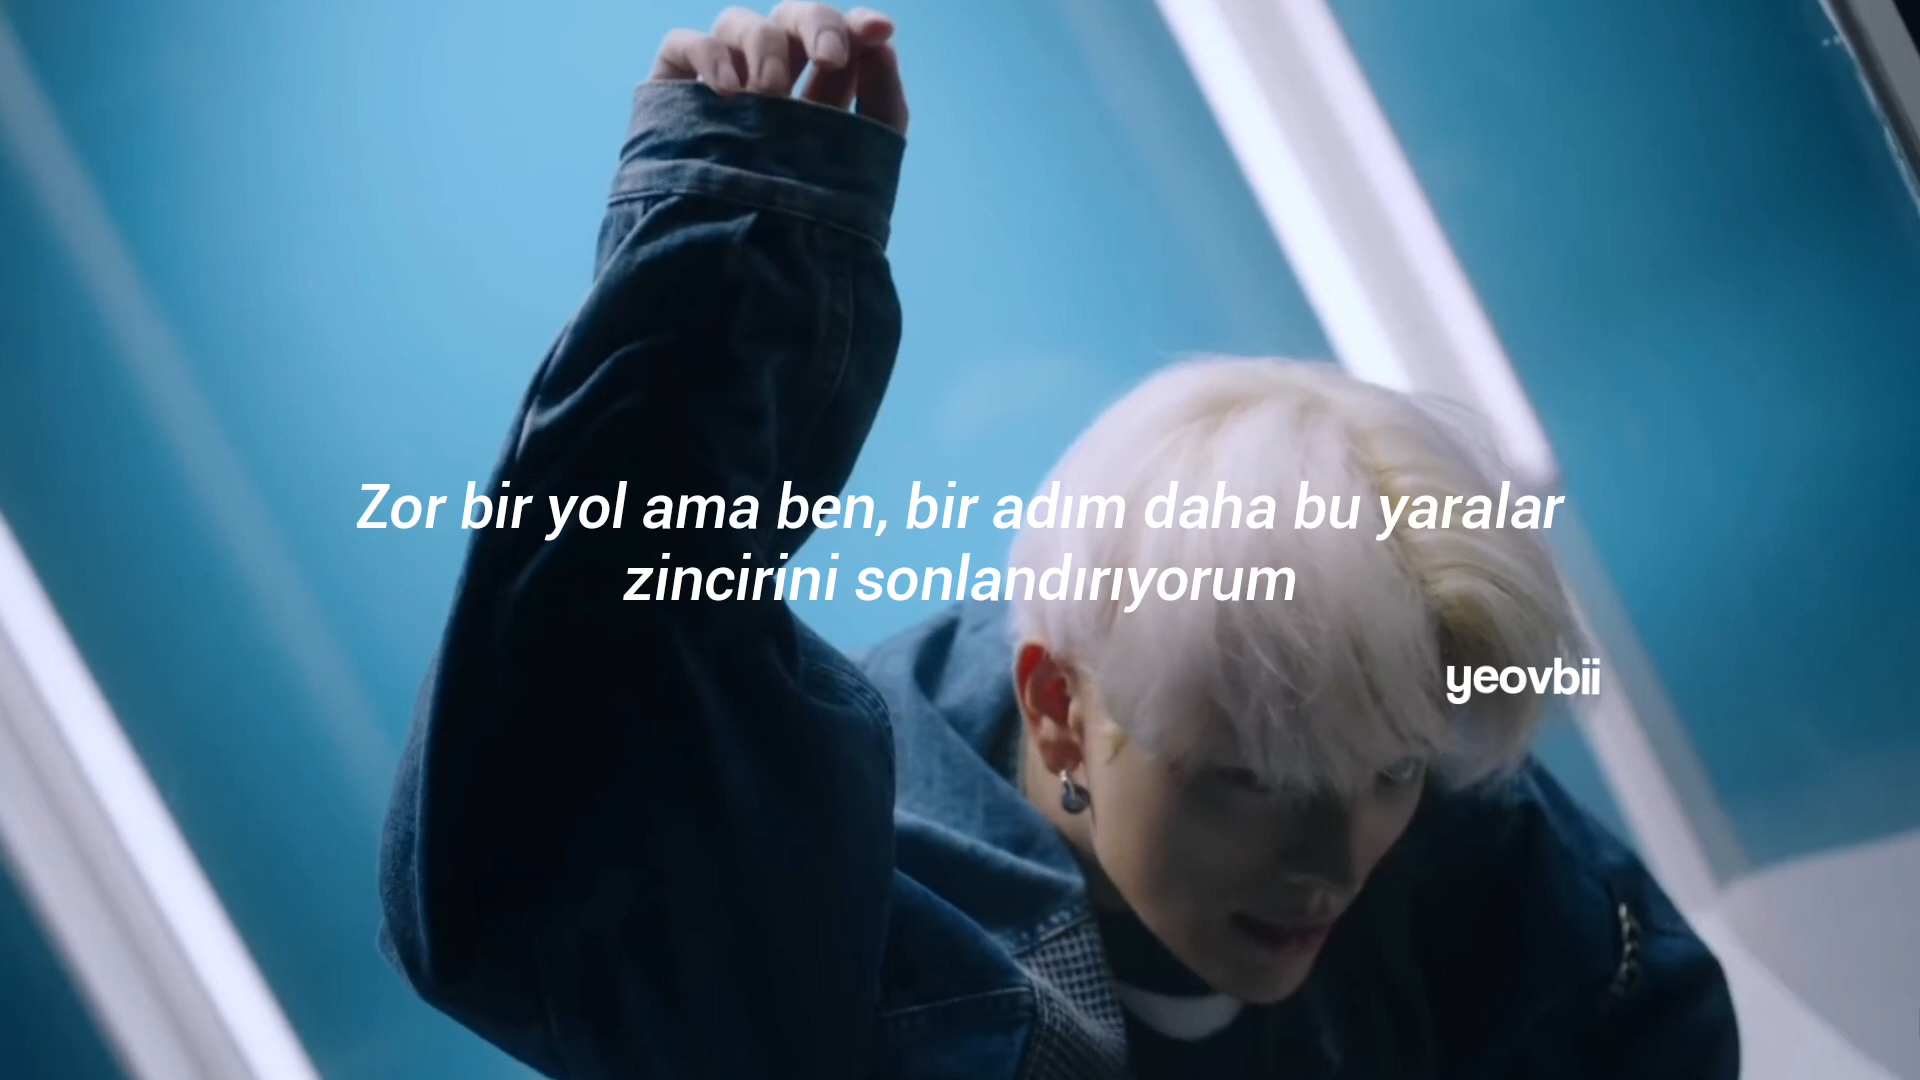 Zor bir yol ama ben, bir adım daha bu yaralar
zincirini sonlandırıyorum
yeovbii